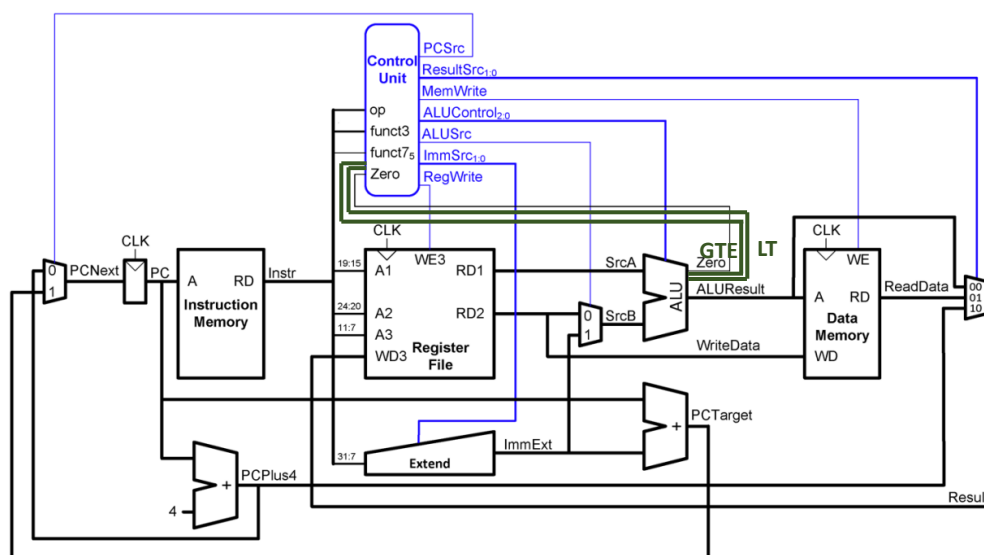 PCSrc
Control
Unit
ResultSrc1:0
MemWrite
op
ALUControl2:0
funct3
ALUSrc
funct75
ImmSrc1:0
Zero
RegWrite
CLK
CLK
CLK
GTE
LT
Zero
0
1
PCNext
PC
A
RD
Instruction
Memory
Instr
19:15
A1
WE3
RD1
24:20
A2
RD2
11:7
A3
WD3
Register
File
SrcA
0
1
SrcB
ALU
ALUResult
WriteData
WE
A
RD
Data
Memory
WD
ReadData
00
01
10
PCTarget
+
31:7
Extend
ImmExt
PCPlus4
+
4
Resul